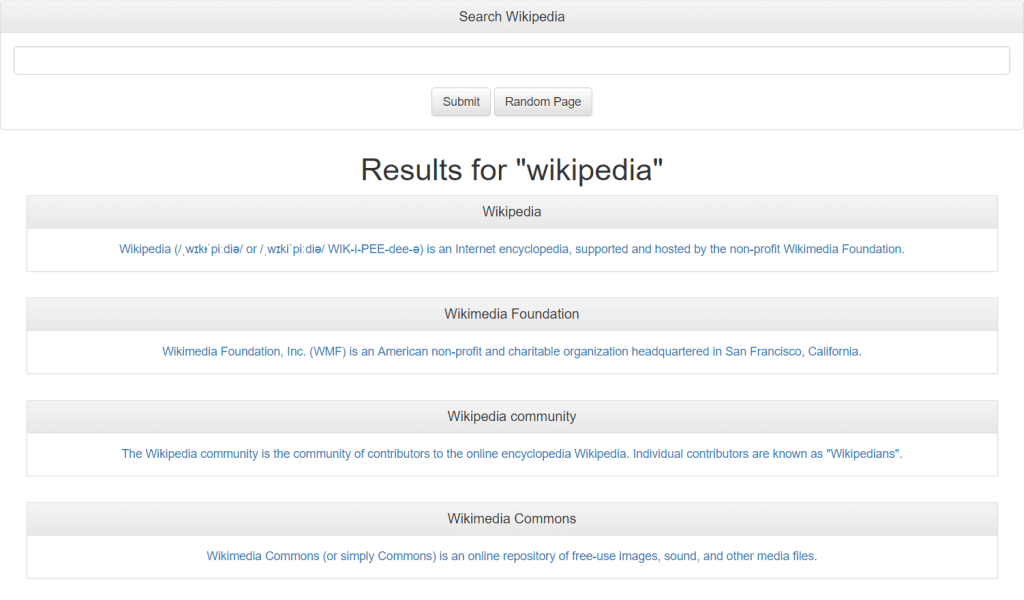 Search Wikipedia
Submit
Random Page
Results for "wikipedia"
Wikipedia
Wikipedia (/ˌwɪkɨˈpiːdiə/ or /ˌwɪkiˈpiːdiə/ WIK-i-PEE-dee-ə) is an Internet encyclopedia, supported and hosted by the non-profit Wikimedia Foundation.
Wikimedia Foundation
Wikimedia Foundation, Inc. (WMF) is an American non-profit and charitable organization headquartered in San Francisco, California.
Wikipedia community
The Wikipedia community is the community of contributors to the online encyclopedia Wikipedia. Individual contributors are known as "Wikipedians".
Wikimedia Commons
Wikimedia Commons (or simply Commons) is an online repository of free-use images, sound, and other media files.